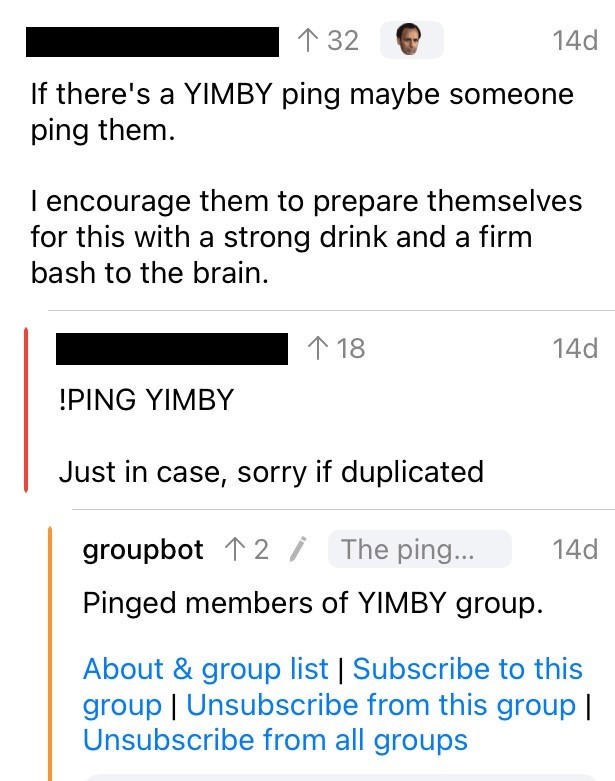 ↑ 32 14d
If there's a YIMBY ping maybe someone
ping them.
I encourage them to prepare themselves
for this with a strong drink and a firm
bash to the brain.
↑ 18 14d
!PING YIMBY
Just in case, sorry if duplicated
groupbot ↑ 2 The ping... 14d
Pinged members of YIMBY group.
About & group list | Subscribe to this
group | Unsubscribe from this group |
Unsubscribe from all groups